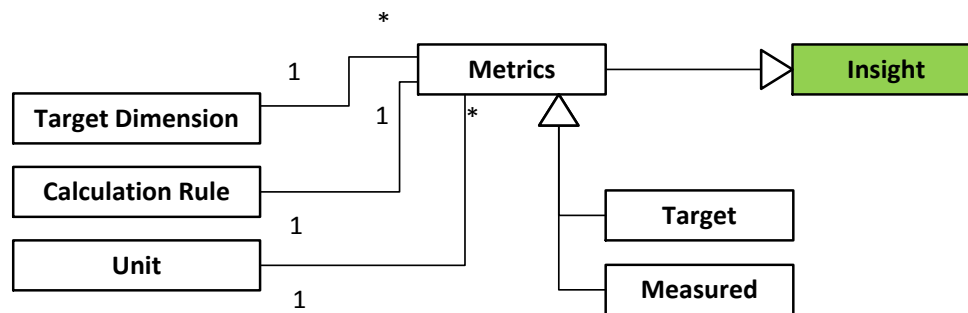 *
Metrics
Insight
1
Target Dimension
1
*
Calculation Rule
Target
1
Unit
Measured
1